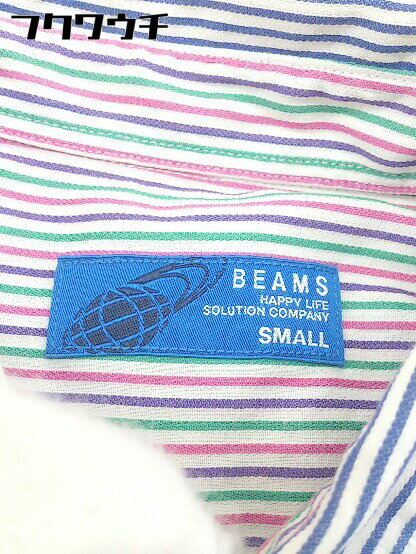 フクワウチ
BEAMS
HAPPY LIFE
SOLUTION COMPANY
SMALL